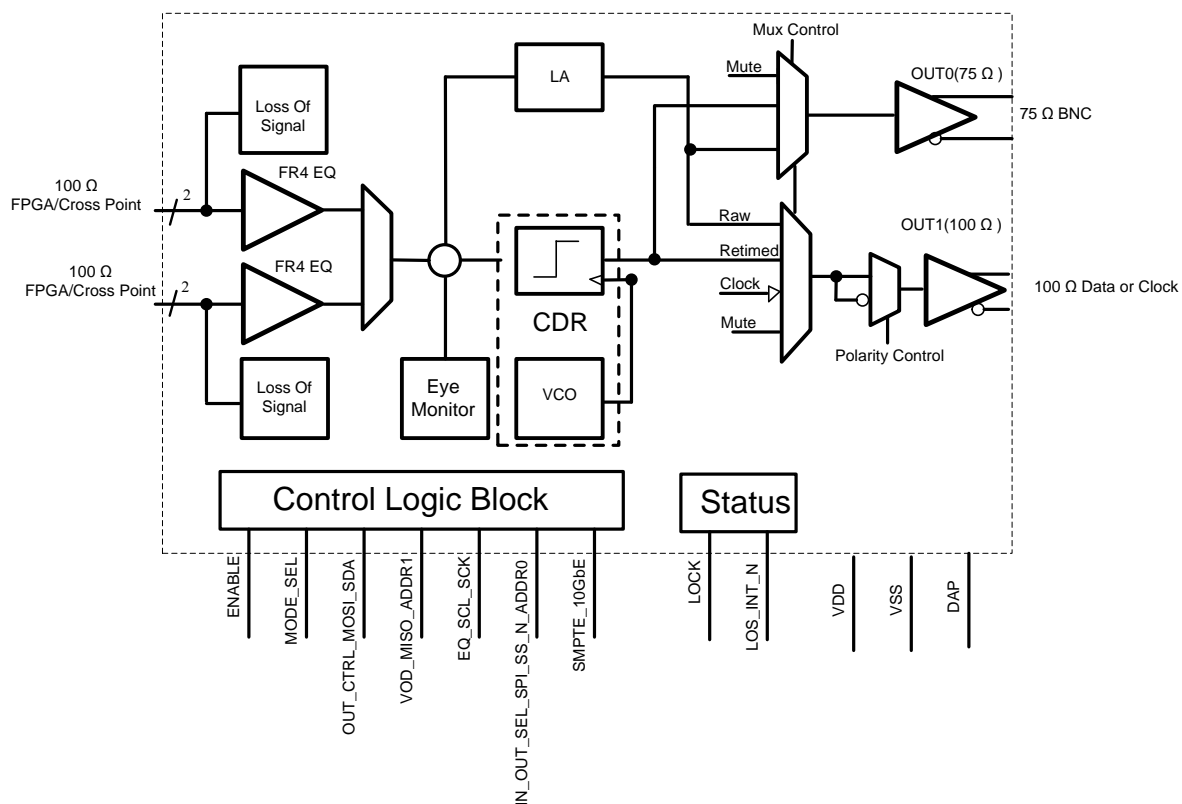 Mux Control
Mute
LA
OUT0(75 Ω )
75 Ω BNC
Loss Of
Signal
FR4 EQ
100 Ω
FPGA/Cross Point
2
Raw
OUT1(100 Ω )
Retimed
FR4 EQ
100 Ω
FPGA/Cross Point
2
Clock
100 Ω Data or Clock
CDR
Mute
Polarity Control
Loss Of
Signal
Eye
Monitor
VCO
Control Logic Block
Status
ENABLE
MODE_SEL
OUT_CTRL_MOSI_SDA
VOD_MISO_ADDR1
EQ_SCL_SCK
IN_OUT_SEL_SPI_SS_N_ADDR0
SMPTE_10GbE
LOCK
LOS_INT_N
VDD
VSS
DAP